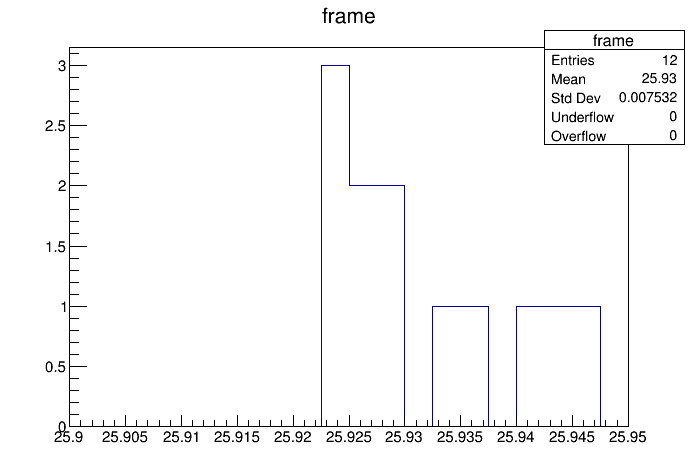 frame
frame
Entries 12
Mean 25.93
Std Dev 0.007532
Underflow 0
Overflow 0
3
2.5
2
1.5
1
0.5
0
25.9 25.905 25.91 25.915 25.92 25.925 25.93 25.935 25.94 25.945 25.95